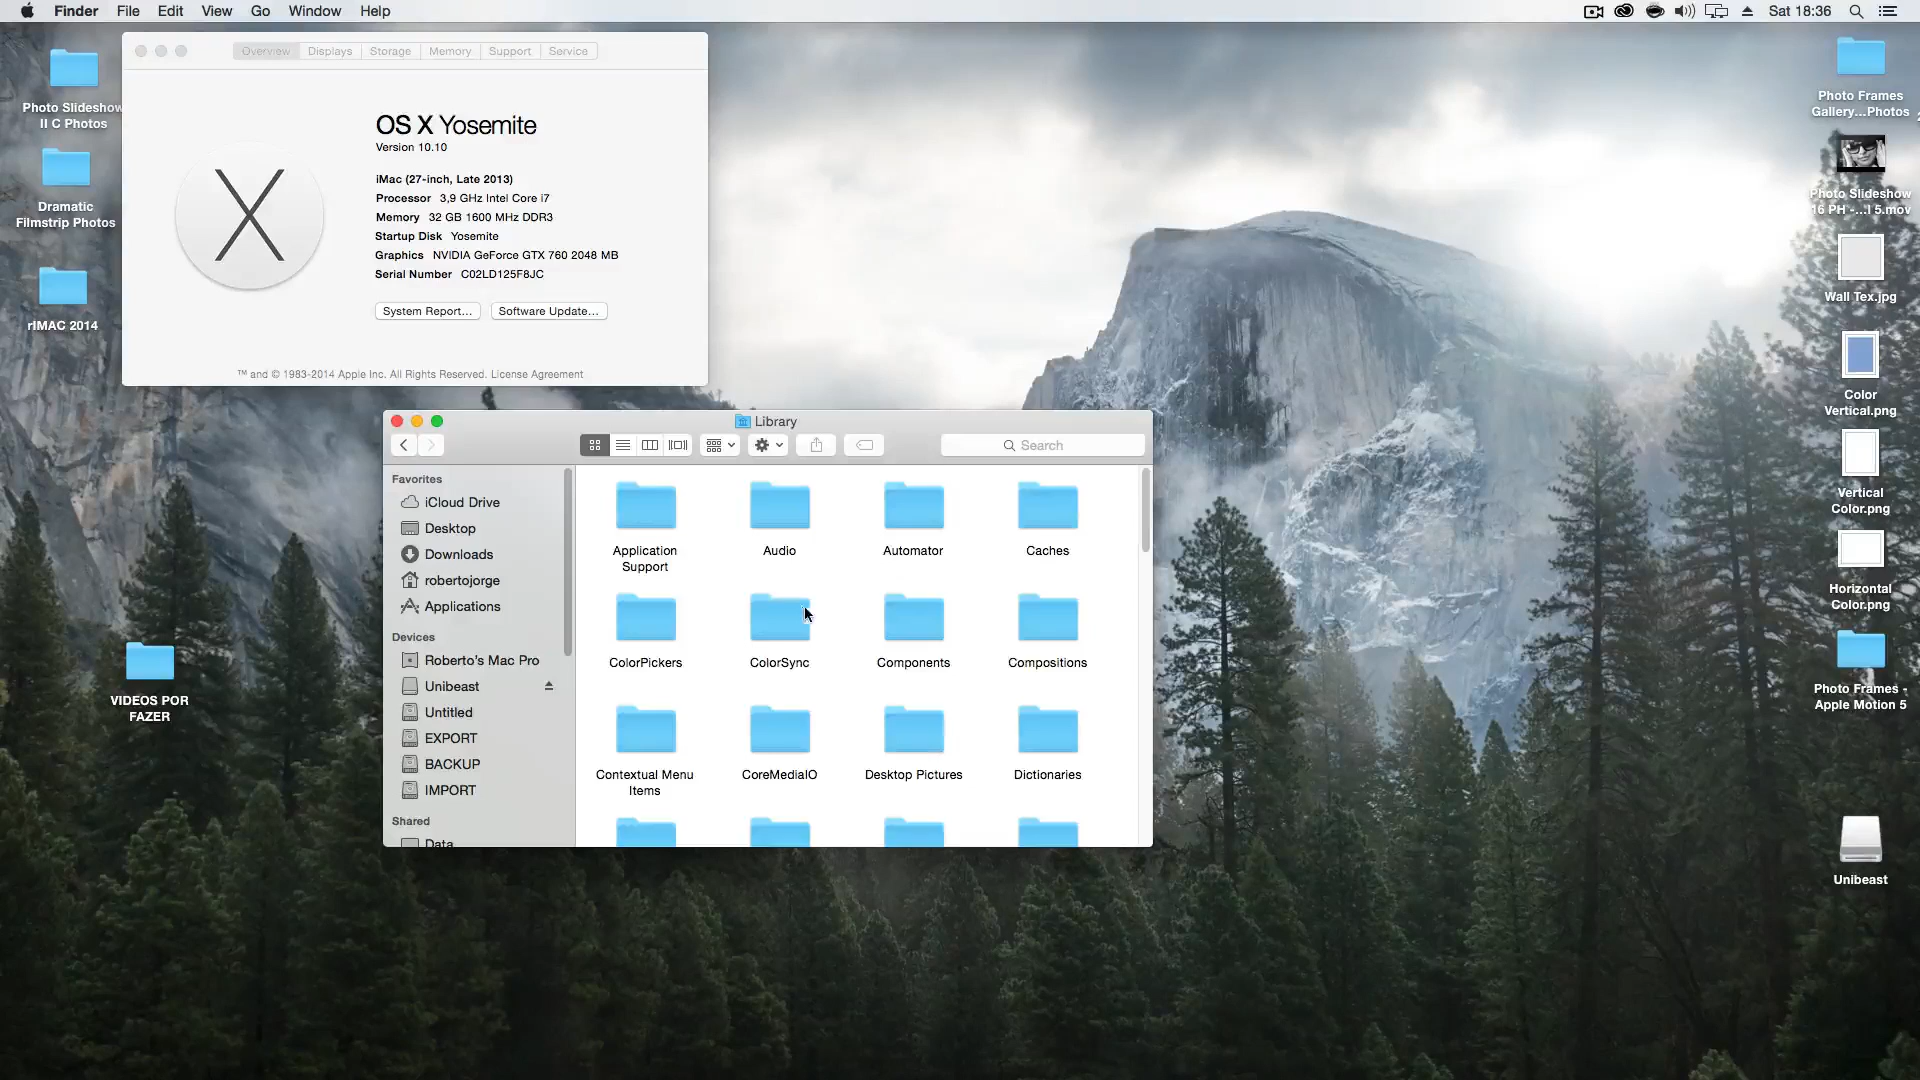 Finder File Edit View Go Window Help
Sat 18:36
Photo Slideshow
II C Photos
Dramatic
Filmstrip Photos
rIMAC 2014
VIDEOS POR
FAZER
Overview Displays Storage Memory Support Service
OS X Yosemite
Version 10.10
iMac (27-inch, Late 2013)
Processor 3,9 GHz Intel Core i7
Memory 32 GB 1600 MHz DDR3
Startup Disk Yosemite
Graphics NVIDIA GeForce GTX 760 2048 MB
Serial Number C02LD125F8JC
System Report...
Software Update...
™ and © 1983-2014 Apple Inc. All Rights Reserved. License Agreement
Library
Search
Favorites
iCloud Drive
Desktop
Downloads
robertojorge
Applications
Devices
Roberto's Mac Pro
Unibeast
Untitled
EXPORT
BACKUP
IMPORT
Shared
Data
Application
Support
Audio
Automator
Caches
ColorPickers
ColorSync
Components
Compositions
Contextual Menu
Items
CoreMediaIO
Desktop Pictures
Dictionaries
Photo Frames
Gallery...Photos
Photo Slideshow
16 PH -...l 5.mov
Wall Tex.jpg
Color
Vertical.png
Vertical
Color.png
Horizontal
Color.png
Photo Frames -
Apple Motion 5
Unibeast